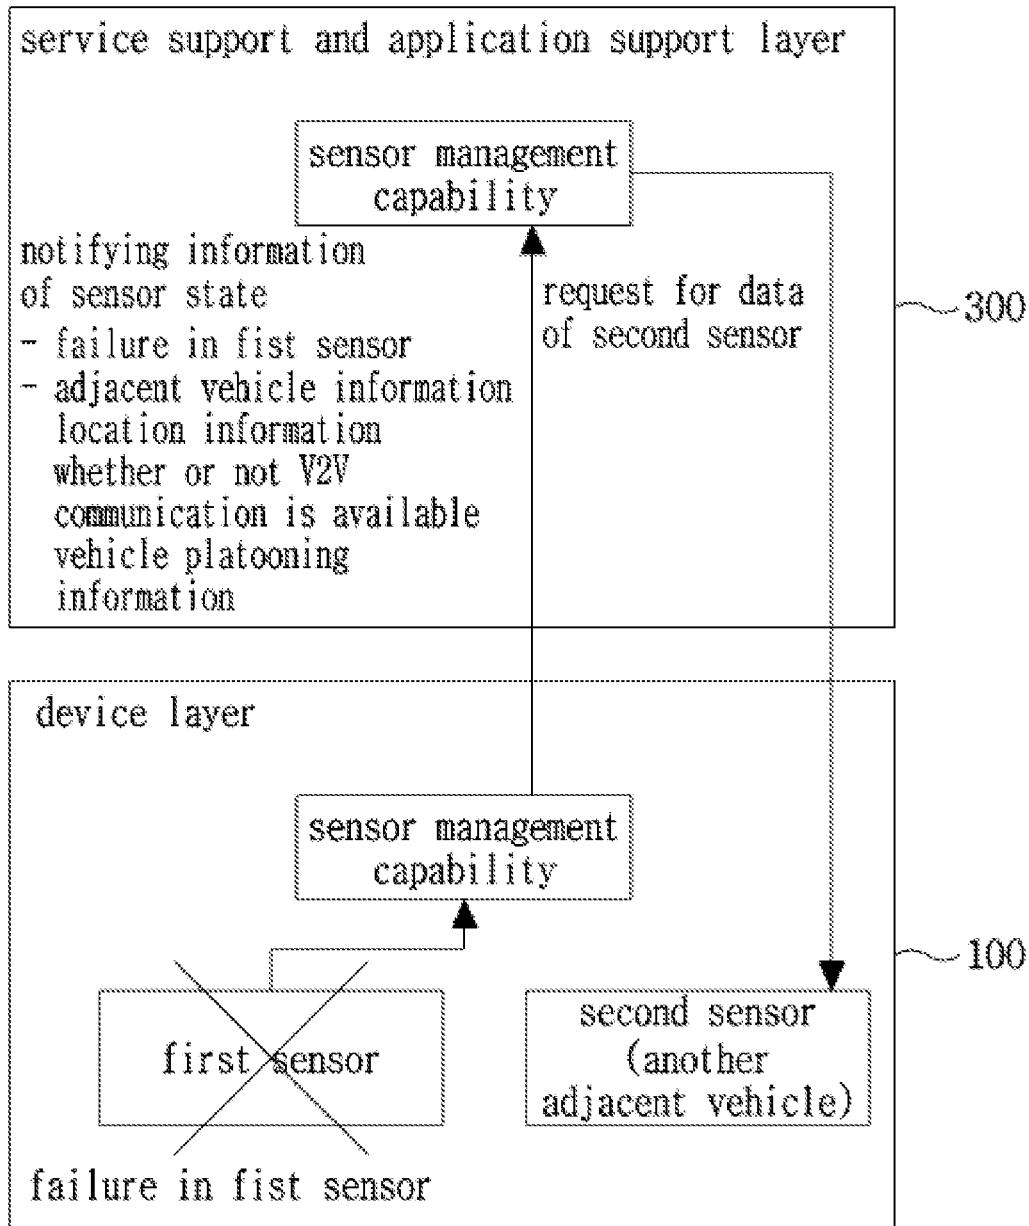 service support and application support layer
sensor management
capability
notifying information
of sensor state
- failure in fist sensor
- adjacent vehicle information
location information
whether or not V2V
communication is available
vehicle platooning
information
request for data
of second sensor
300
device layer
sensor management
capability
first sensor
failure in fist sensor
second sensor
(another
adjacent vehicle)
100